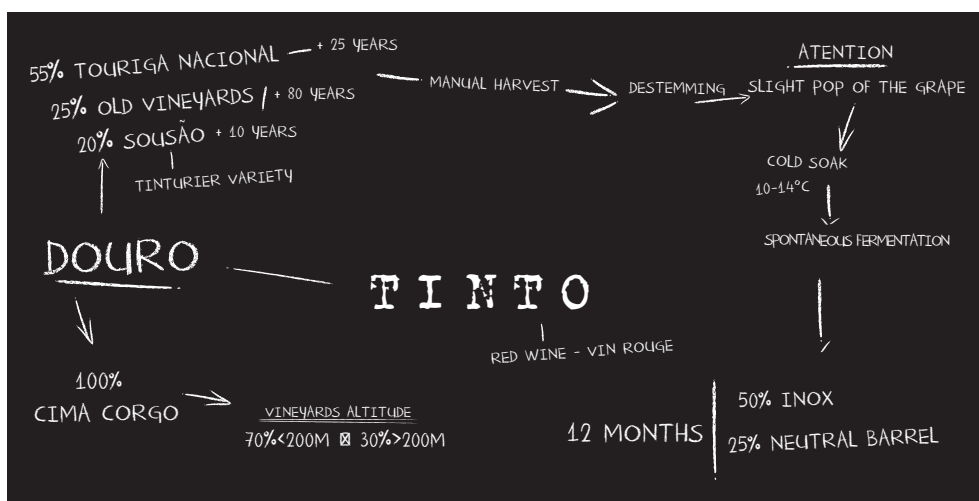 55% TOURIGA NACIONAL — + 25 YEARS
25% OLD VINEYARDS / + 80 YEARS
20% SOUSÃO + 10 YEARS
TINTURIER VARIETY
MANUAL HARVEST
DESTEMMING
ATENTION
SLIGHT POP OF THE GRAPE
COLD SOAK
10-14°C
SPONTANEOUS FERMENTATION
DOURO
TINTO
RED WINE - VIN ROUGE
100%
CIMA CORGO
VINEYARDS ALTITUDE
70%<200M ⊠ 30%>200M
12 MONTHS
50% INOX
25% NEUTRAL BARREL